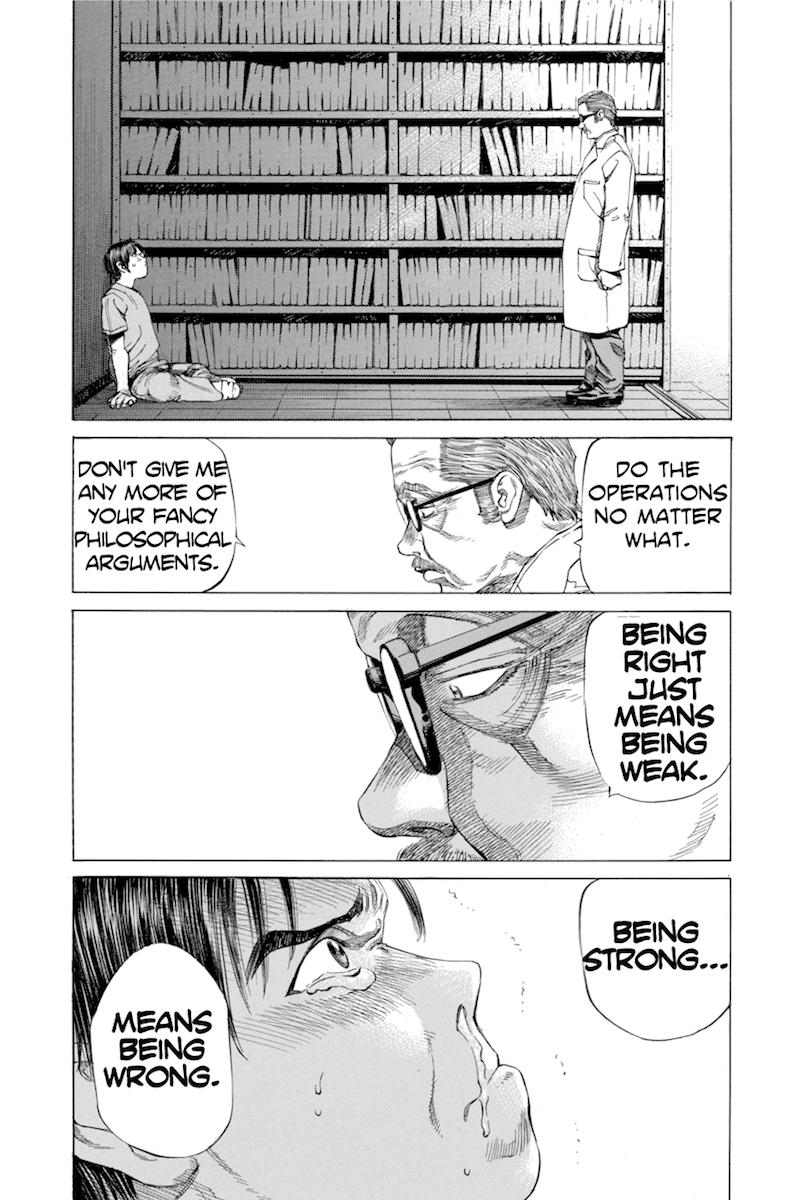 DO THE
OPERATIONS
NO MATTER
WHAT.
DON'T GIVE ME
ANY MORE OF
YOUR FANCY
PHILOSOPHICAL
ARGUMENTS.
BEING
RIGHT
JUST
MEANS
BEING
WEAK.
BEING
STRONG...
MEANS
BEING
WRONG.